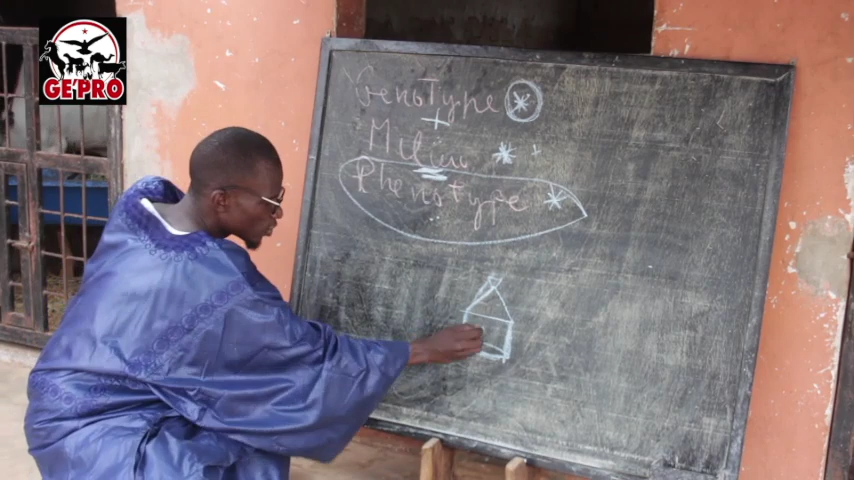 GE'PRO
Genotype *
+
Milieu *
=
Phenotype *